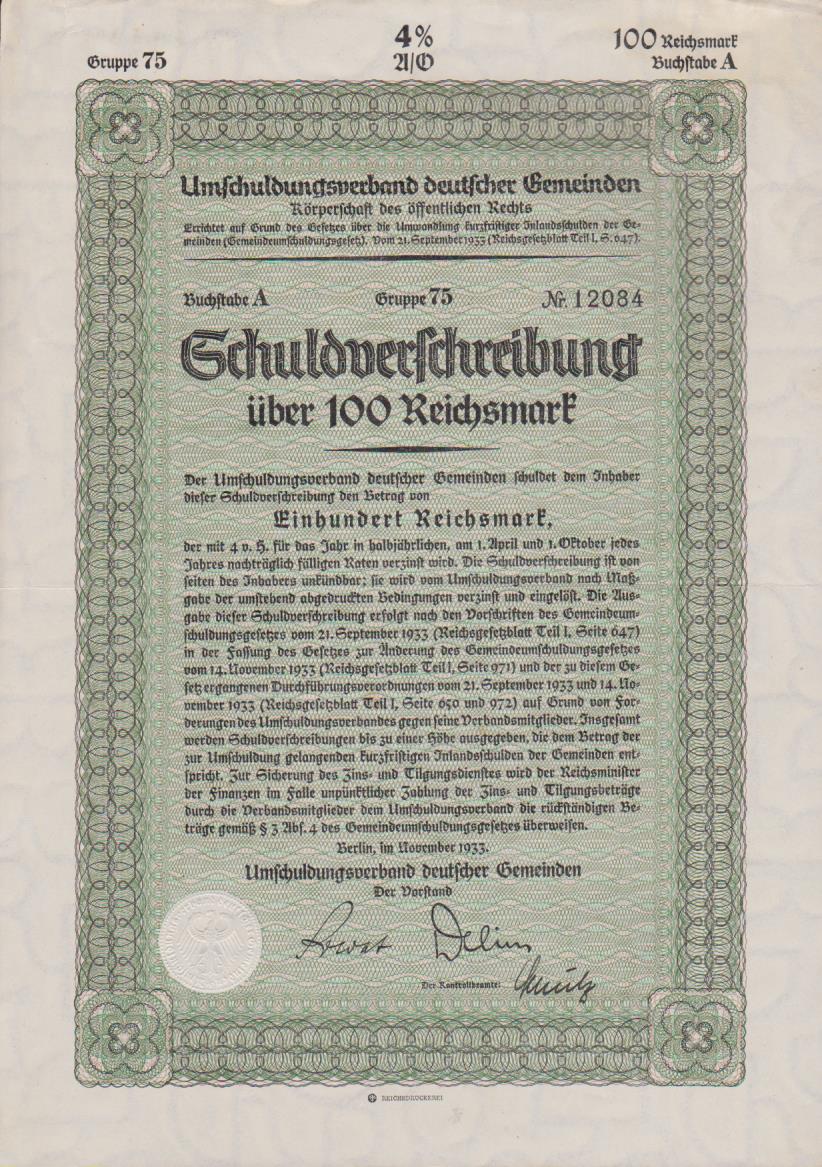 Gruppe 75
4%
A/O
100 Reichsmark
Buchstabe A
Umschuldungsverband deutscher Gemeinden
Körperschaft des öffentlichen Rechts
Errichtet auf Grund des Gesetzes über die Umwandlung kurzfristiger Inlandsschulden der Ge-
meinden (Gemeindeumschuldungsgesetz). Vom 21. September 1933 (Reichsgesetzblatt Teil I, S. 647).
Buchstabe A Gruppe 75 Nr. 12084
Schuldverschreibung
über 100 Reichsmark
Der Umschuldungsverband deutscher Gemeinden schuldet dem Inhaber
dieser Schuldverschreibung den Betrag von
Einhundert Reichsmark,
der mit 4 v. H. für das Jahr in halbjährlichen, am 1. April und 1. Oktober jedes
Jahres nachträglich fälligen Raten verzinst wird. Die Schuldverschreibung ist von
seiten des Inhabers unkündbar; sie wird vom Umschuldungsverband nach Maß-
gabe der umstehend abgedruckten Bedingungen verzinst und eingelöst. Die Aus-
gabe dieser Schuldverschreibung erfolgt nach den Vorschriften des Gemeindeum-
schuldungsgesetzes vom 21. September 1933 (Reichsgesetzblatt Teil I, Seite 647)
in der Fassung des Gesetzes zur Änderung des Gemeindeumschuldungsgesetzes
vom 14. November 1933 (Reichsgesetzblatt Teil I, Seite 971) und der zu diesem Ge-
setz ergangenen Durchführungsverordnungen vom 21. September 1933 und 14. No-
vember 1933 (Reichsgesetzblatt Teil I, Seite 650 und 972) auf Grund von For-
derungen des Umschuldungsverbandes gegen seine Verbandsmitglieder. Insgesamt
werden Schuldverschreibungen bis zu einer Höhe ausgegeben, die dem Betrag der
zur Umschuldung gelangenden kurzfristigen Inlandsschulden der Gemeinden ent-
spricht. Zur Sicherung des Zins- und Tilgungsdienstes wird der Reichsminister
der Finanzen im Falle unpünktlicher Zahlung der Zins- und Tilgungsbeträge
durch die Verbandsmitglieder dem Umschuldungsverband die rückständigen Be-
träge gemäß § 3 Abs. 4 des Gemeindeumschuldungsgesetzes überweisen.
Berlin, im November 1933.
Umschuldungsverband deutscher Gemeinden
Der Vorstand
Der Kontrollbeamte:
REICHSDRUCKEREI